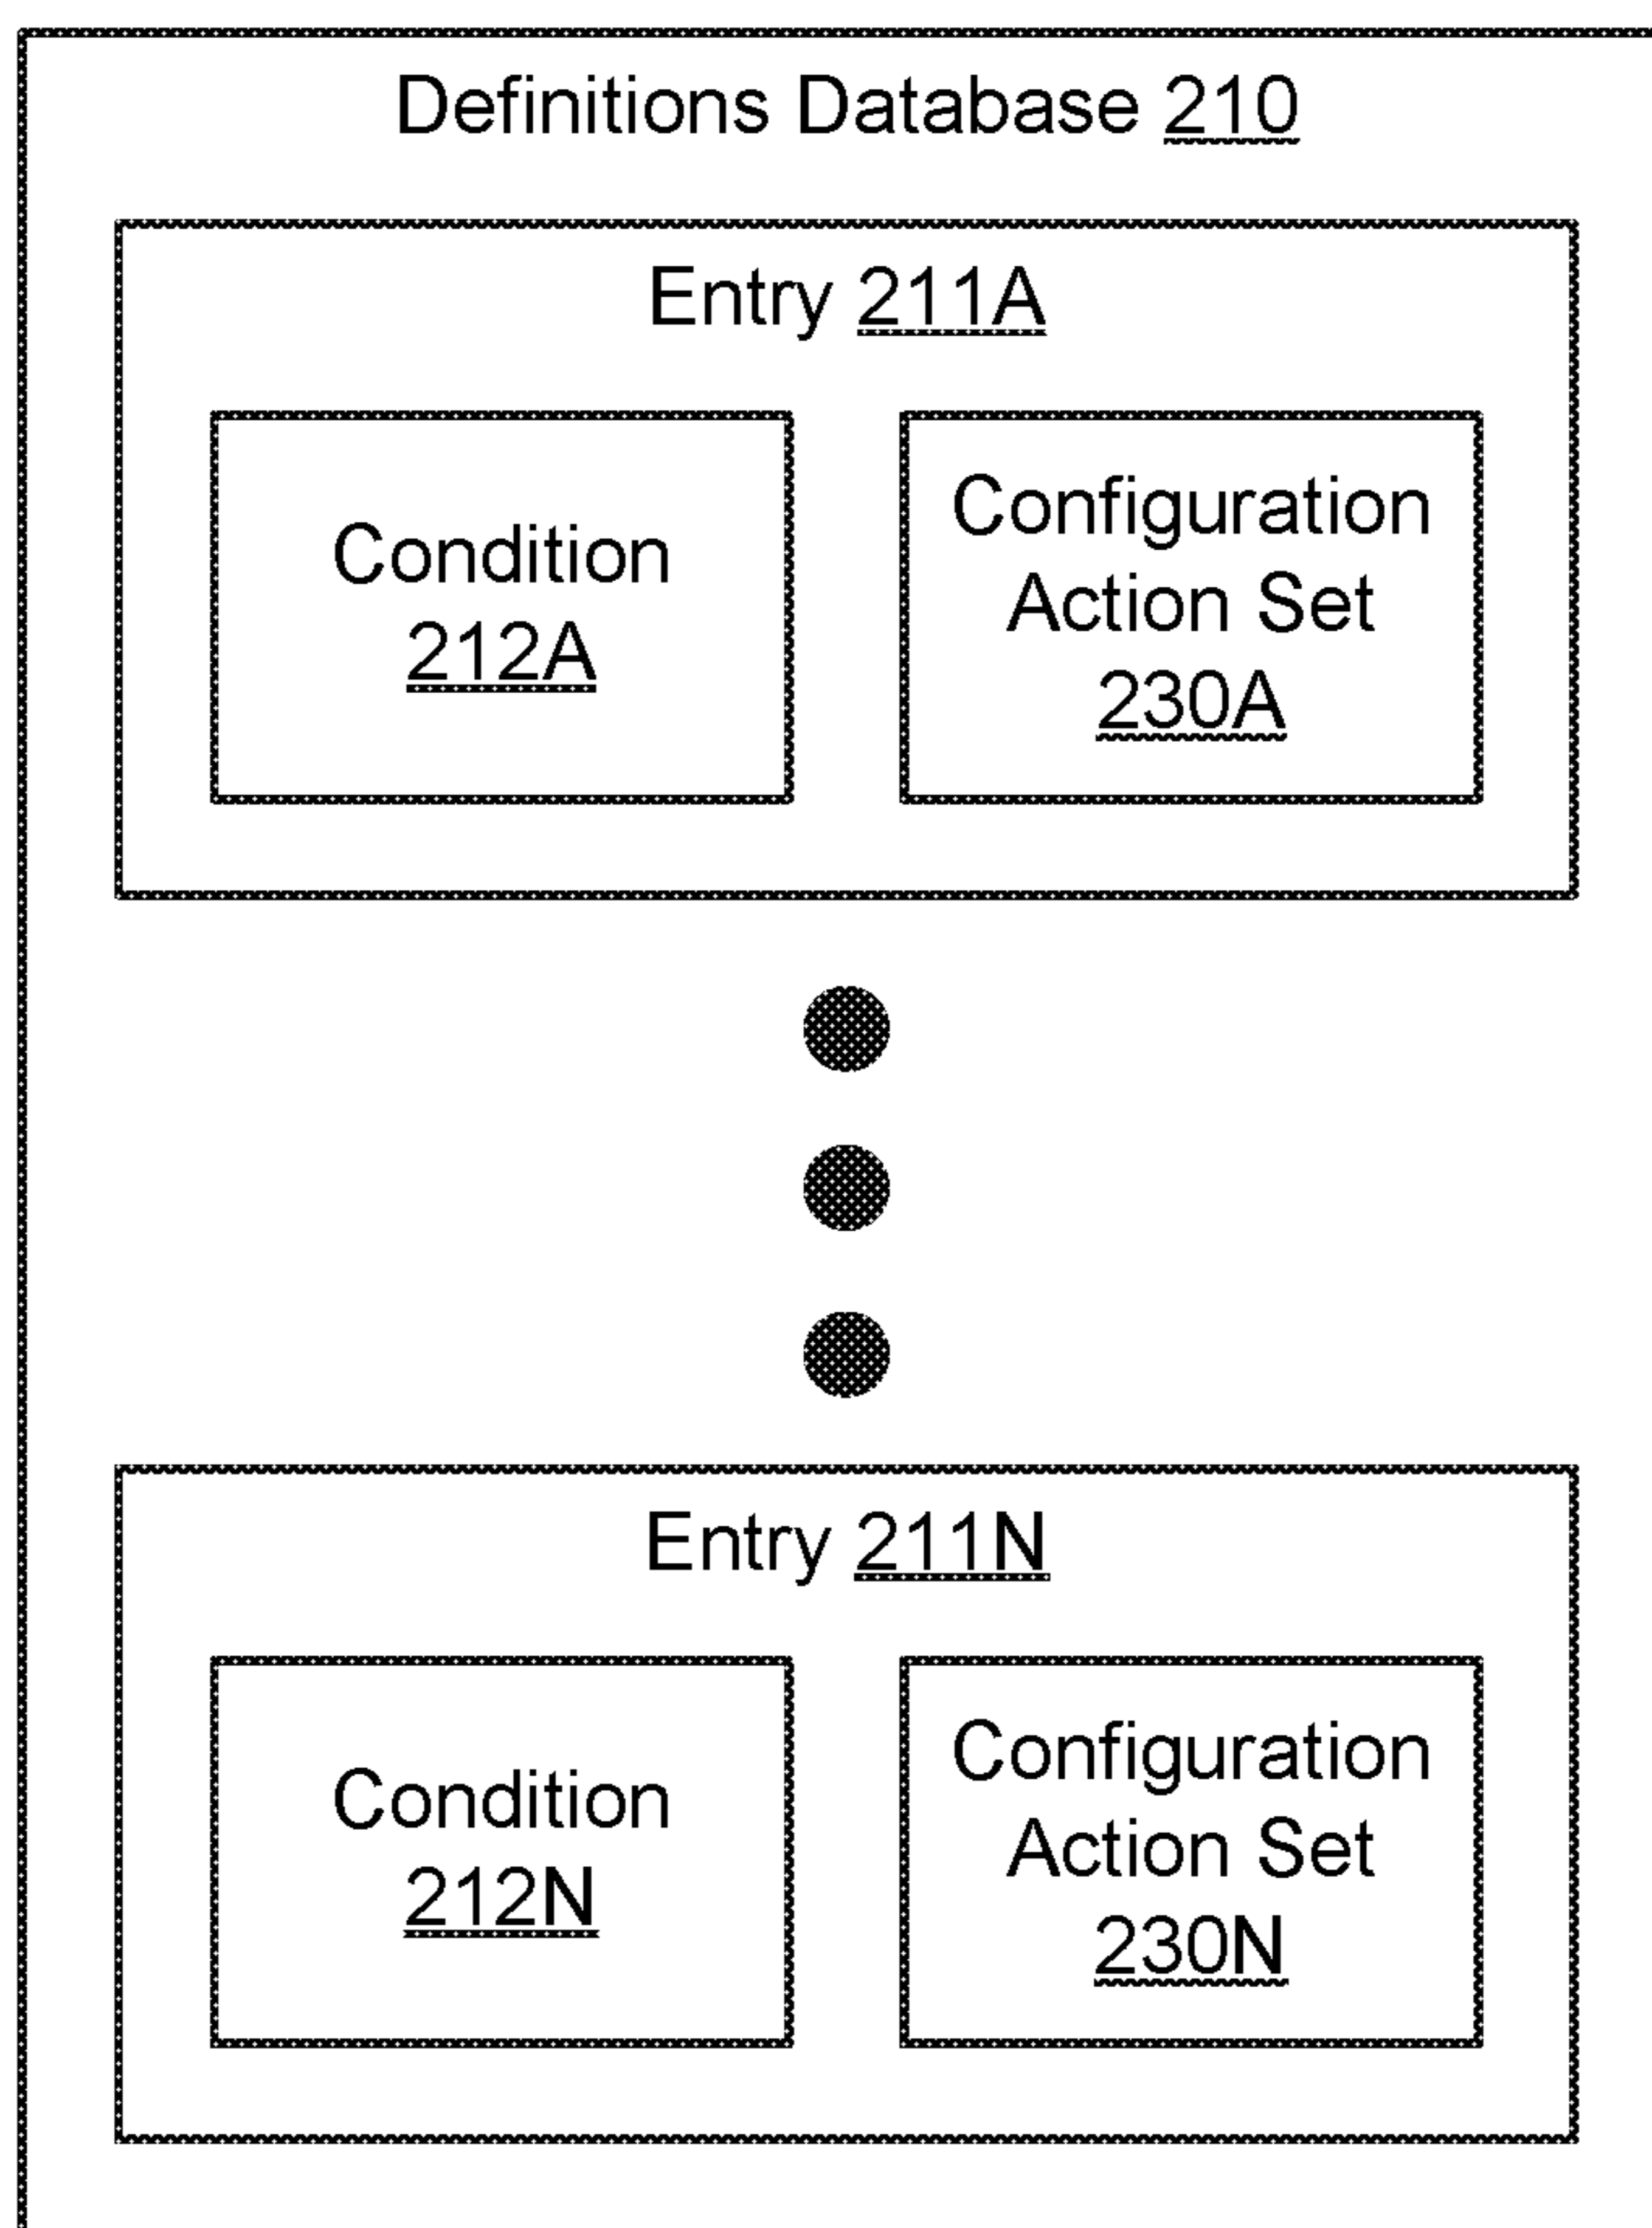 Definitions Database 210
Entry 211A
Condition
212A
Configuration
Action Set
230A
Entry 211N
Condition
212N
Configuration
Action Set
230N